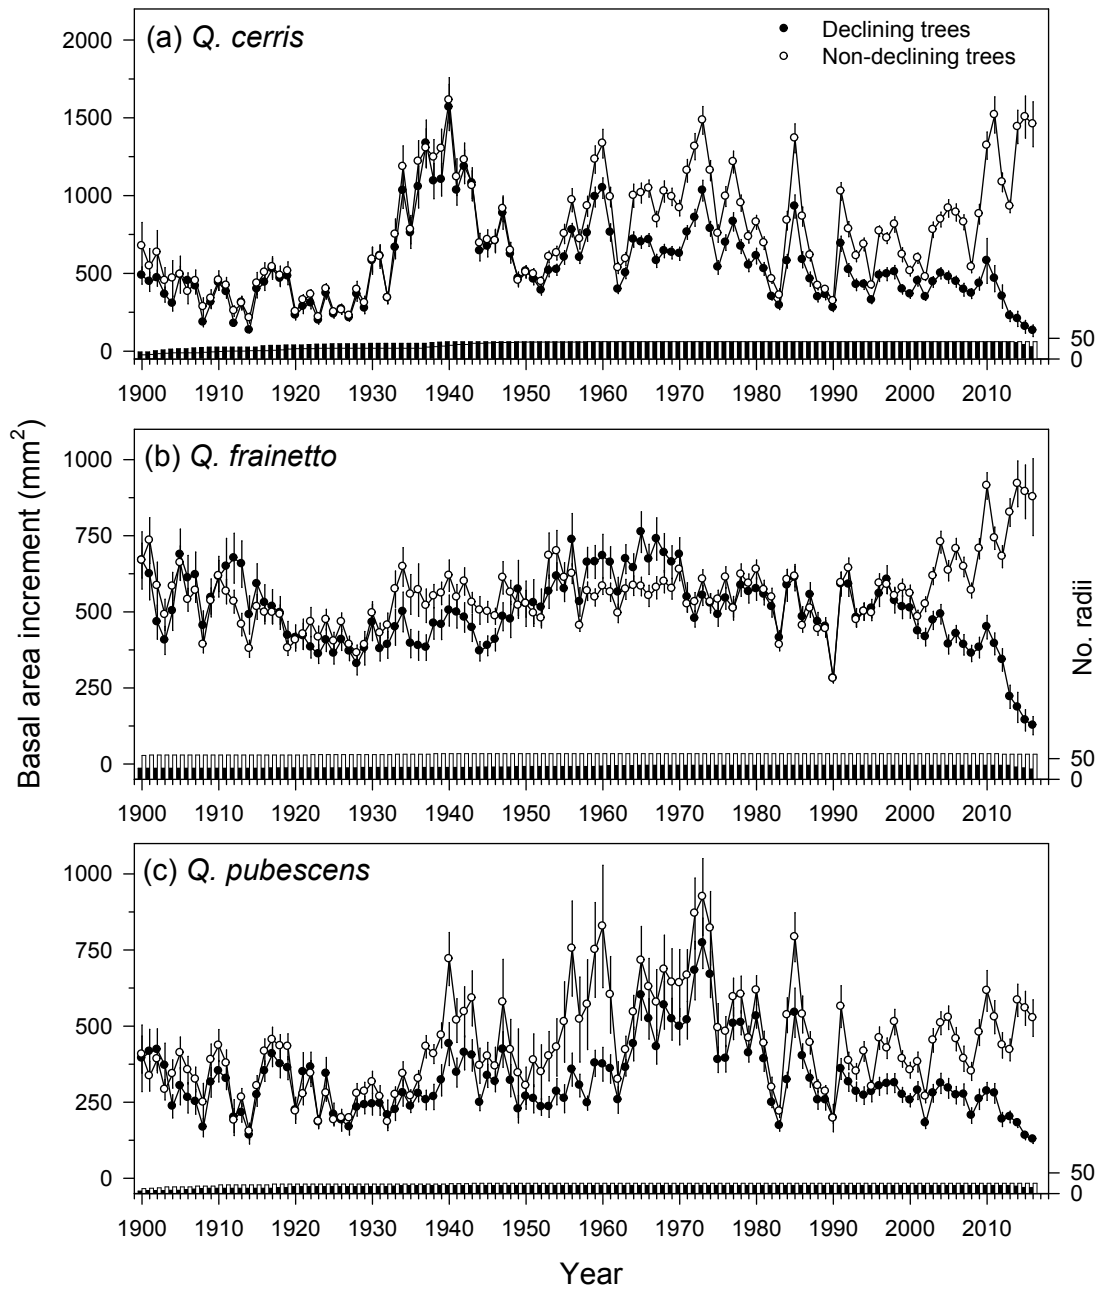 (a) Q. cerris
Declining trees
Non-declining trees
2000
1500
1000
500
0
50
0
1900 1910 1920 1930 1940 1950 1960 1970 1980 1990 2000 2010
(b) Q. frainetto
1000
750
500
250
0
50
0
1900 1910 1920 1930 1940 1950 1960 1970 1980 1990 2000 2010
(c) Q. pubescens
1000
750
500
250
0
50
0
1900 1910 1920 1930 1940 1950 1960 1970 1980 1990 2000 2010
Basal area increment (mm²)
No. radii
Year